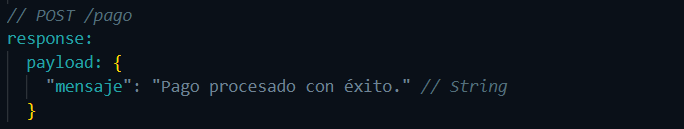 // POST /pago
response:
payload: {
"mensaje": "Pago procesado con éxito." // String
}